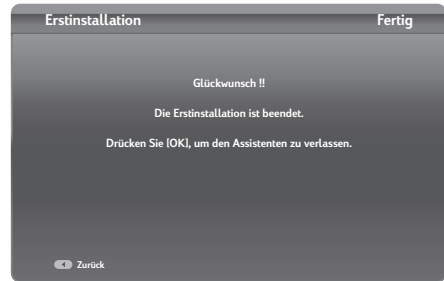 Erstinstallation Fertig
Glückwunsch !!
Die Erstinstallation ist beendet.
Drücken Sie [OK], um den Assistenten zu verlassen.
Zurück